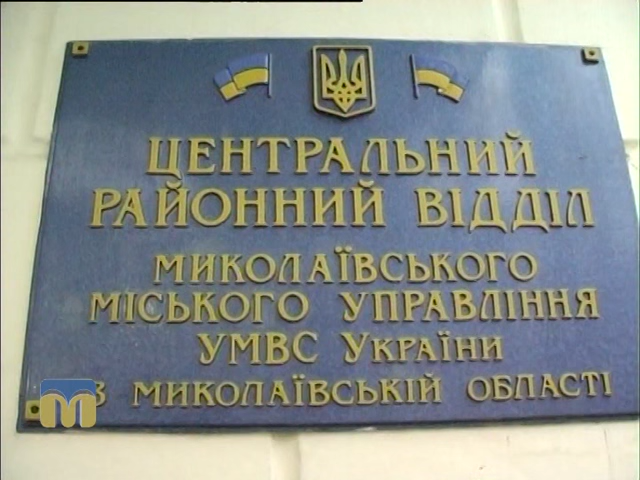 ЦЕНТРАЛЬНИЙ
РАЙОННИЙ ВІДДІЛ
МИКОЛАЇВСЬКОГО
МІСЬКОГО УПРАВЛІННЯ
УМВС УКРАЇНИ
В МИКОЛАЇВСЬКІЙ ОБЛАСТІ